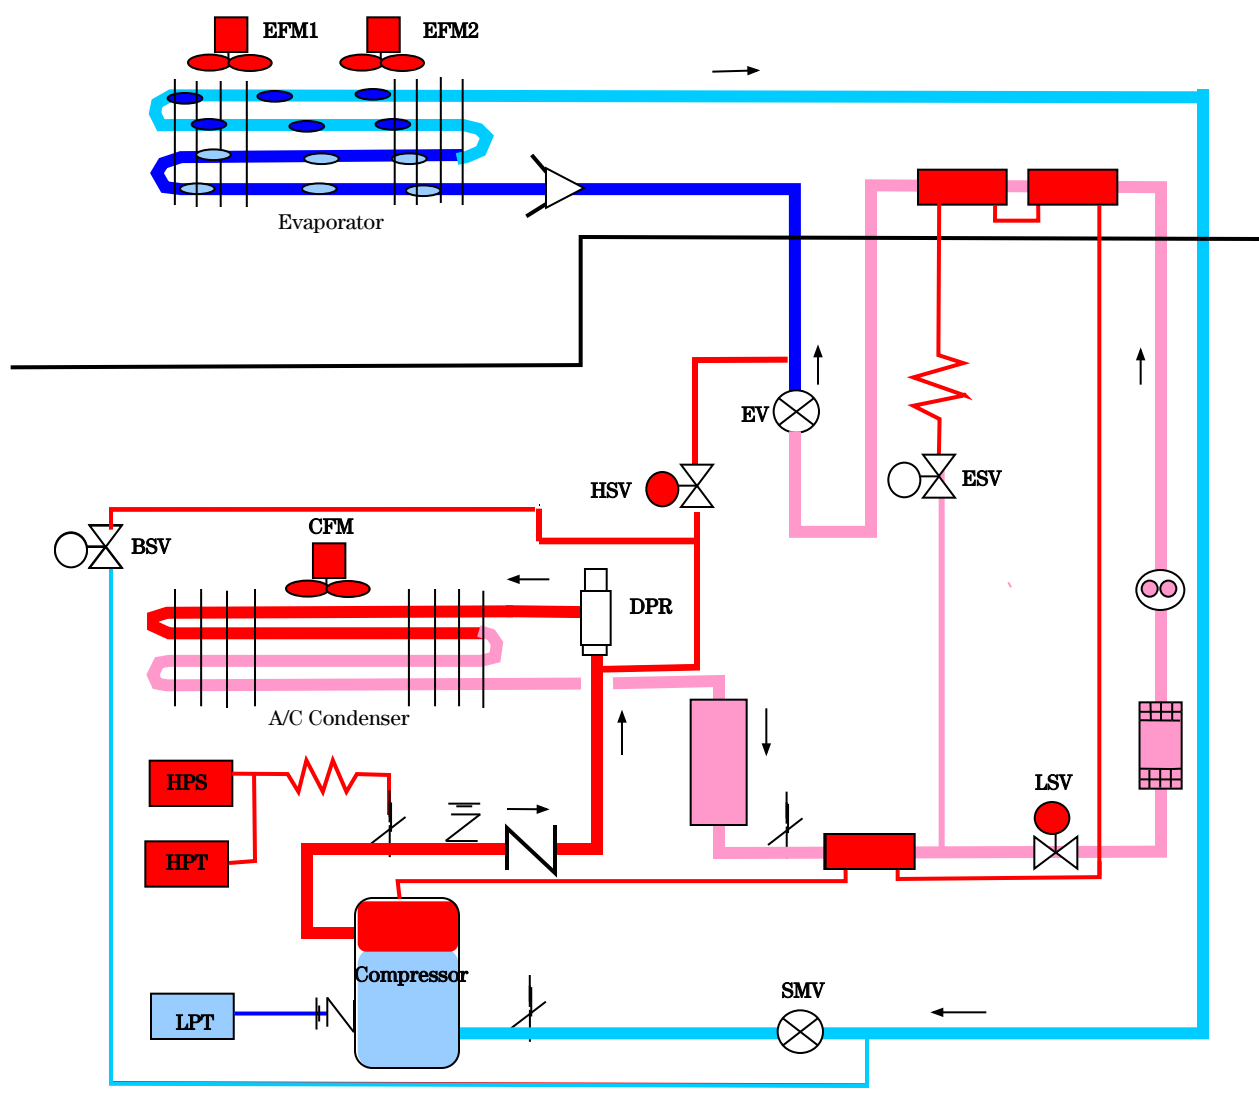 EFM1
EFM2
Evaporator
EV
HSV
ESV
CFM
BSV
DPR
A/C Condenser
HPS
LSV
HPT
Compressor
SMV
LPT